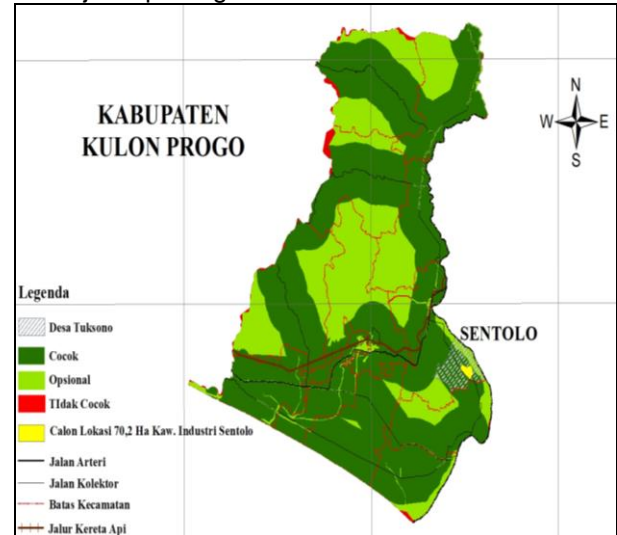 KABUPATEN
KULON PROGO
N
W
E
S
SENTOLO
Legenda
Desa Tuksono
Cocok
Opsional
TIdak Cocok
Calon Lokasi 70,2 Ha Kaw. Industri Sentolo
Jalan Arteri
Jalan Kolektor
Batas Kecamatan
Jalur Kereta Api